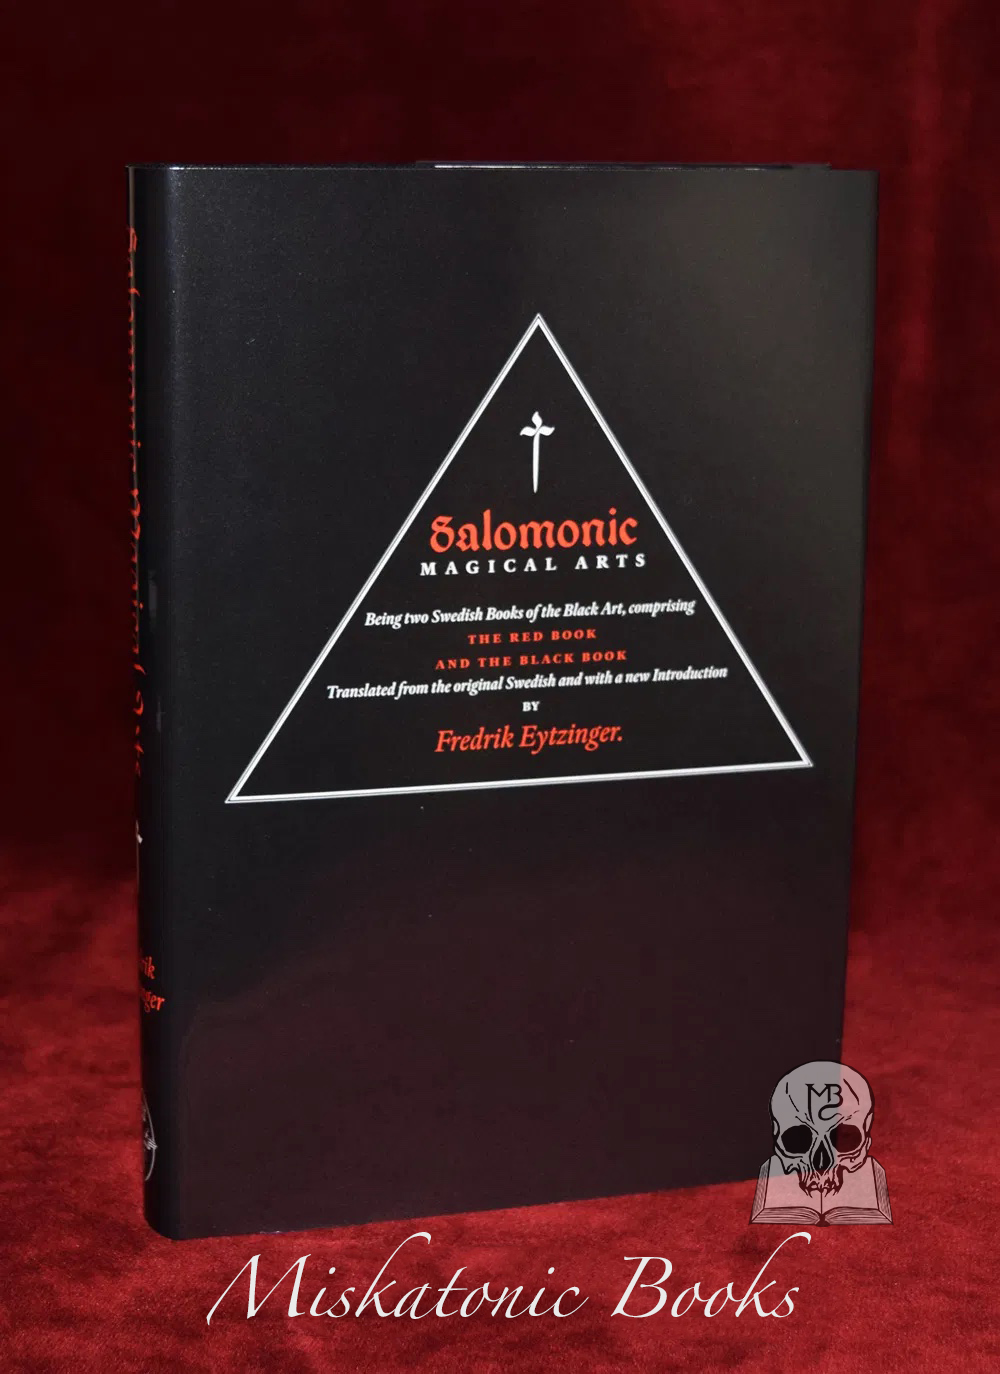 Salomonic
MAGICAL ARTS
Being two Swedish Books of the Black Art, comprising
THE RED BOOK
AND THE BLACK BOOK
Translated from the original Swedish and with a new Introduction
BY
Fredrik Eytzinger.
MB
Miskatonic Books